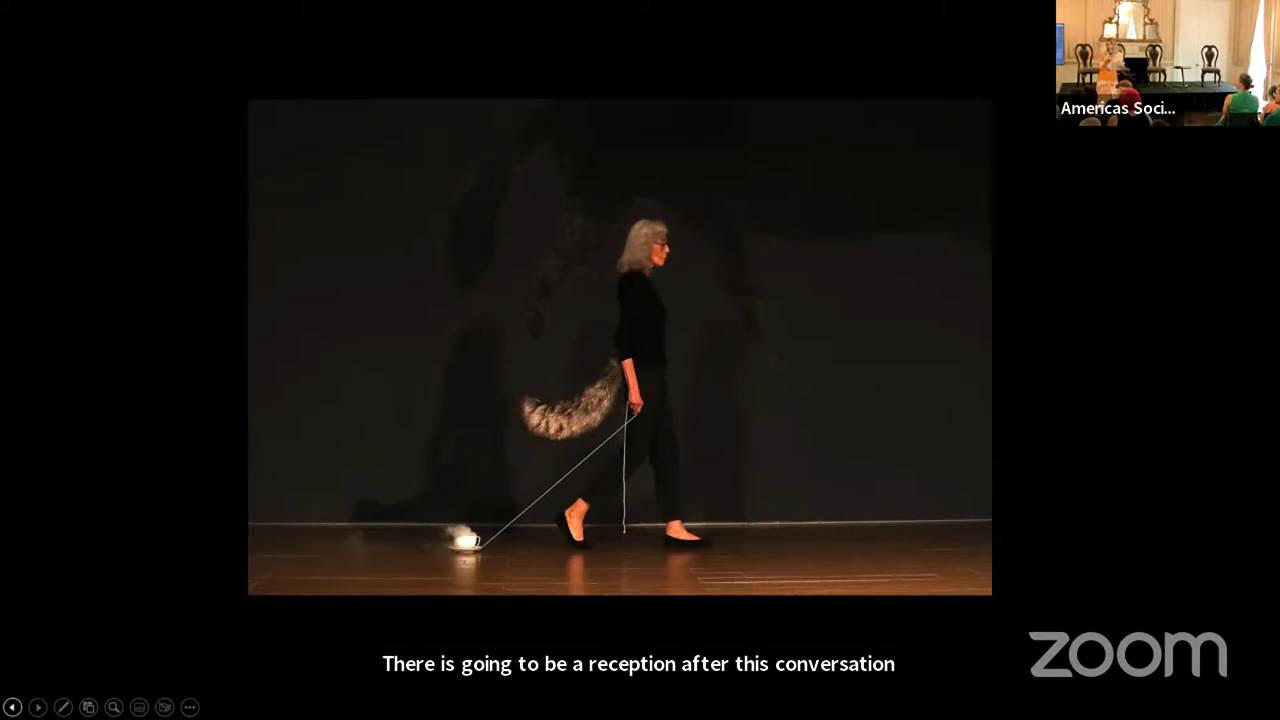 Americas Soci...
There is going to be a reception after this conversation
zoom